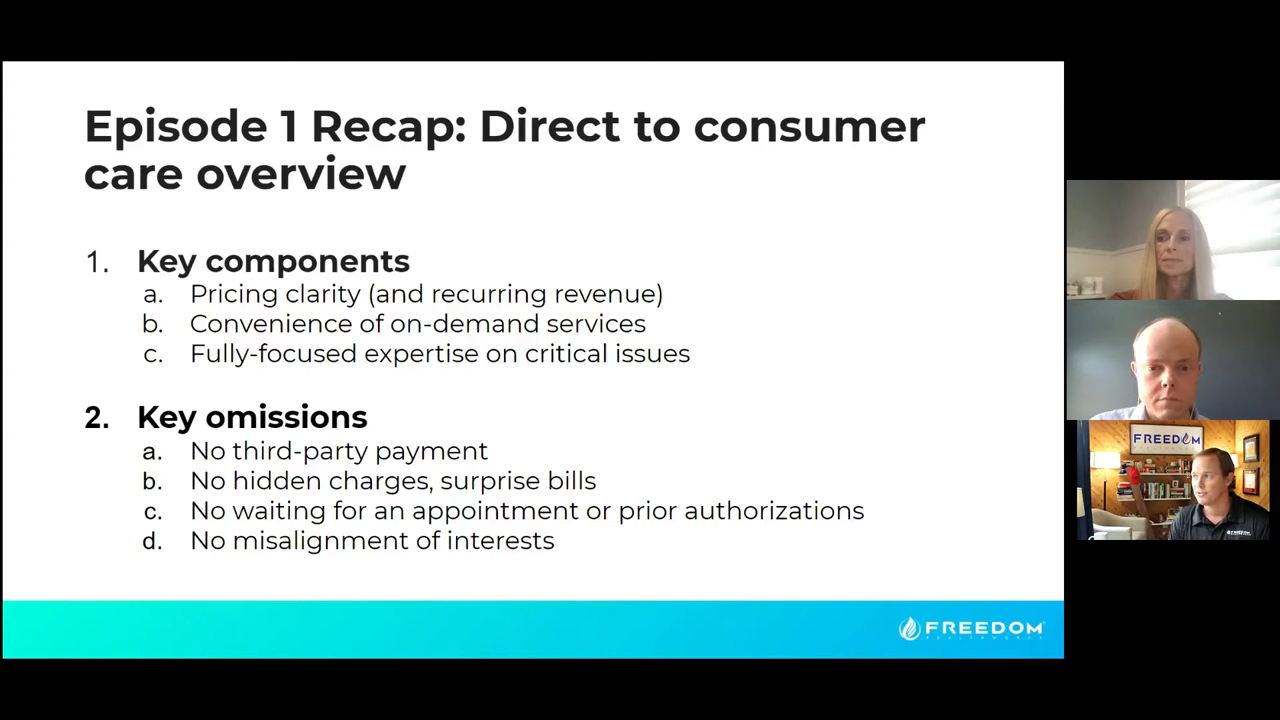 Episode 1 Recap: Direct to consumer
care overview
1. Key components
a. Pricing clarity (and recurring revenue)
b. Convenience of on-demand services
c. Fully-focused expertise on critical issues
2. Key omissions
a. No third-party payment
b. No hidden charges, surprise bills
c. No waiting for an appointment or prior authorizations
d. No misalignment of interests
FREEDOM
HEALTHWORKS
FREEDOM
FREEDOM